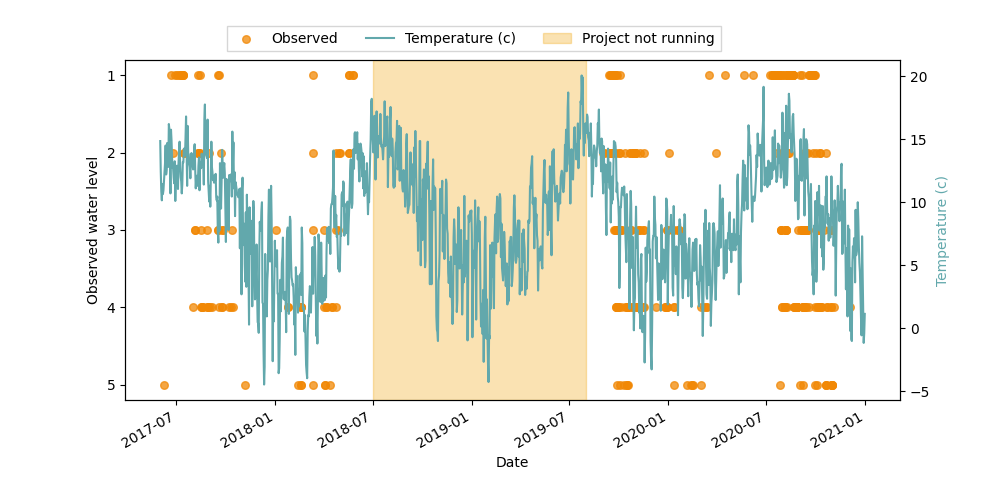 Observed Temperature (c) Project not running
Observed water level
1
2
3
4
5
20
15
10
5
0
−5
Temperature (c)
2017-07 2018-01 2018-07 2019-01 2019-07 2020-01 2020-07 2021-01
Date